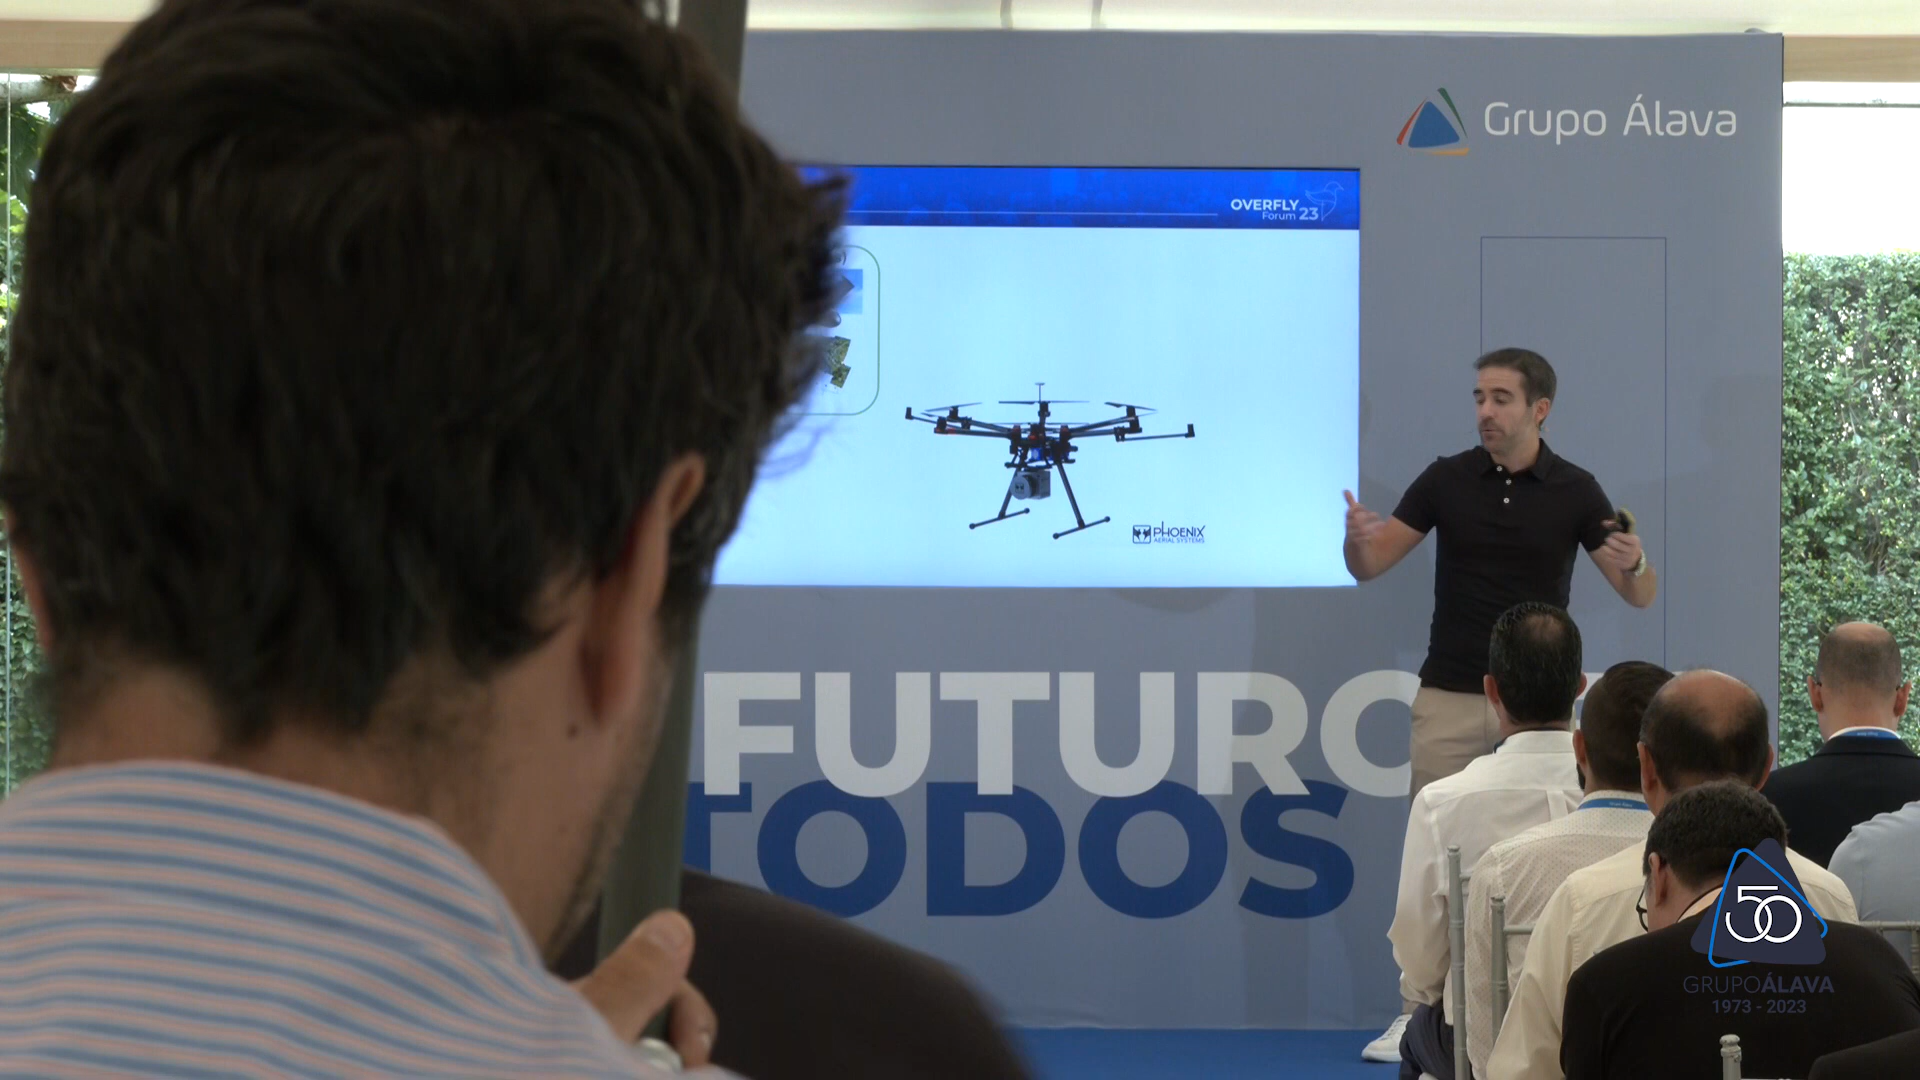 Grupo Álava
OVERFLY
Forum 23
PHOENIX
AERIAL SYSTEMS
FUTURO
TODOS
50
GRUPOÁLAVA
1973 - 2023